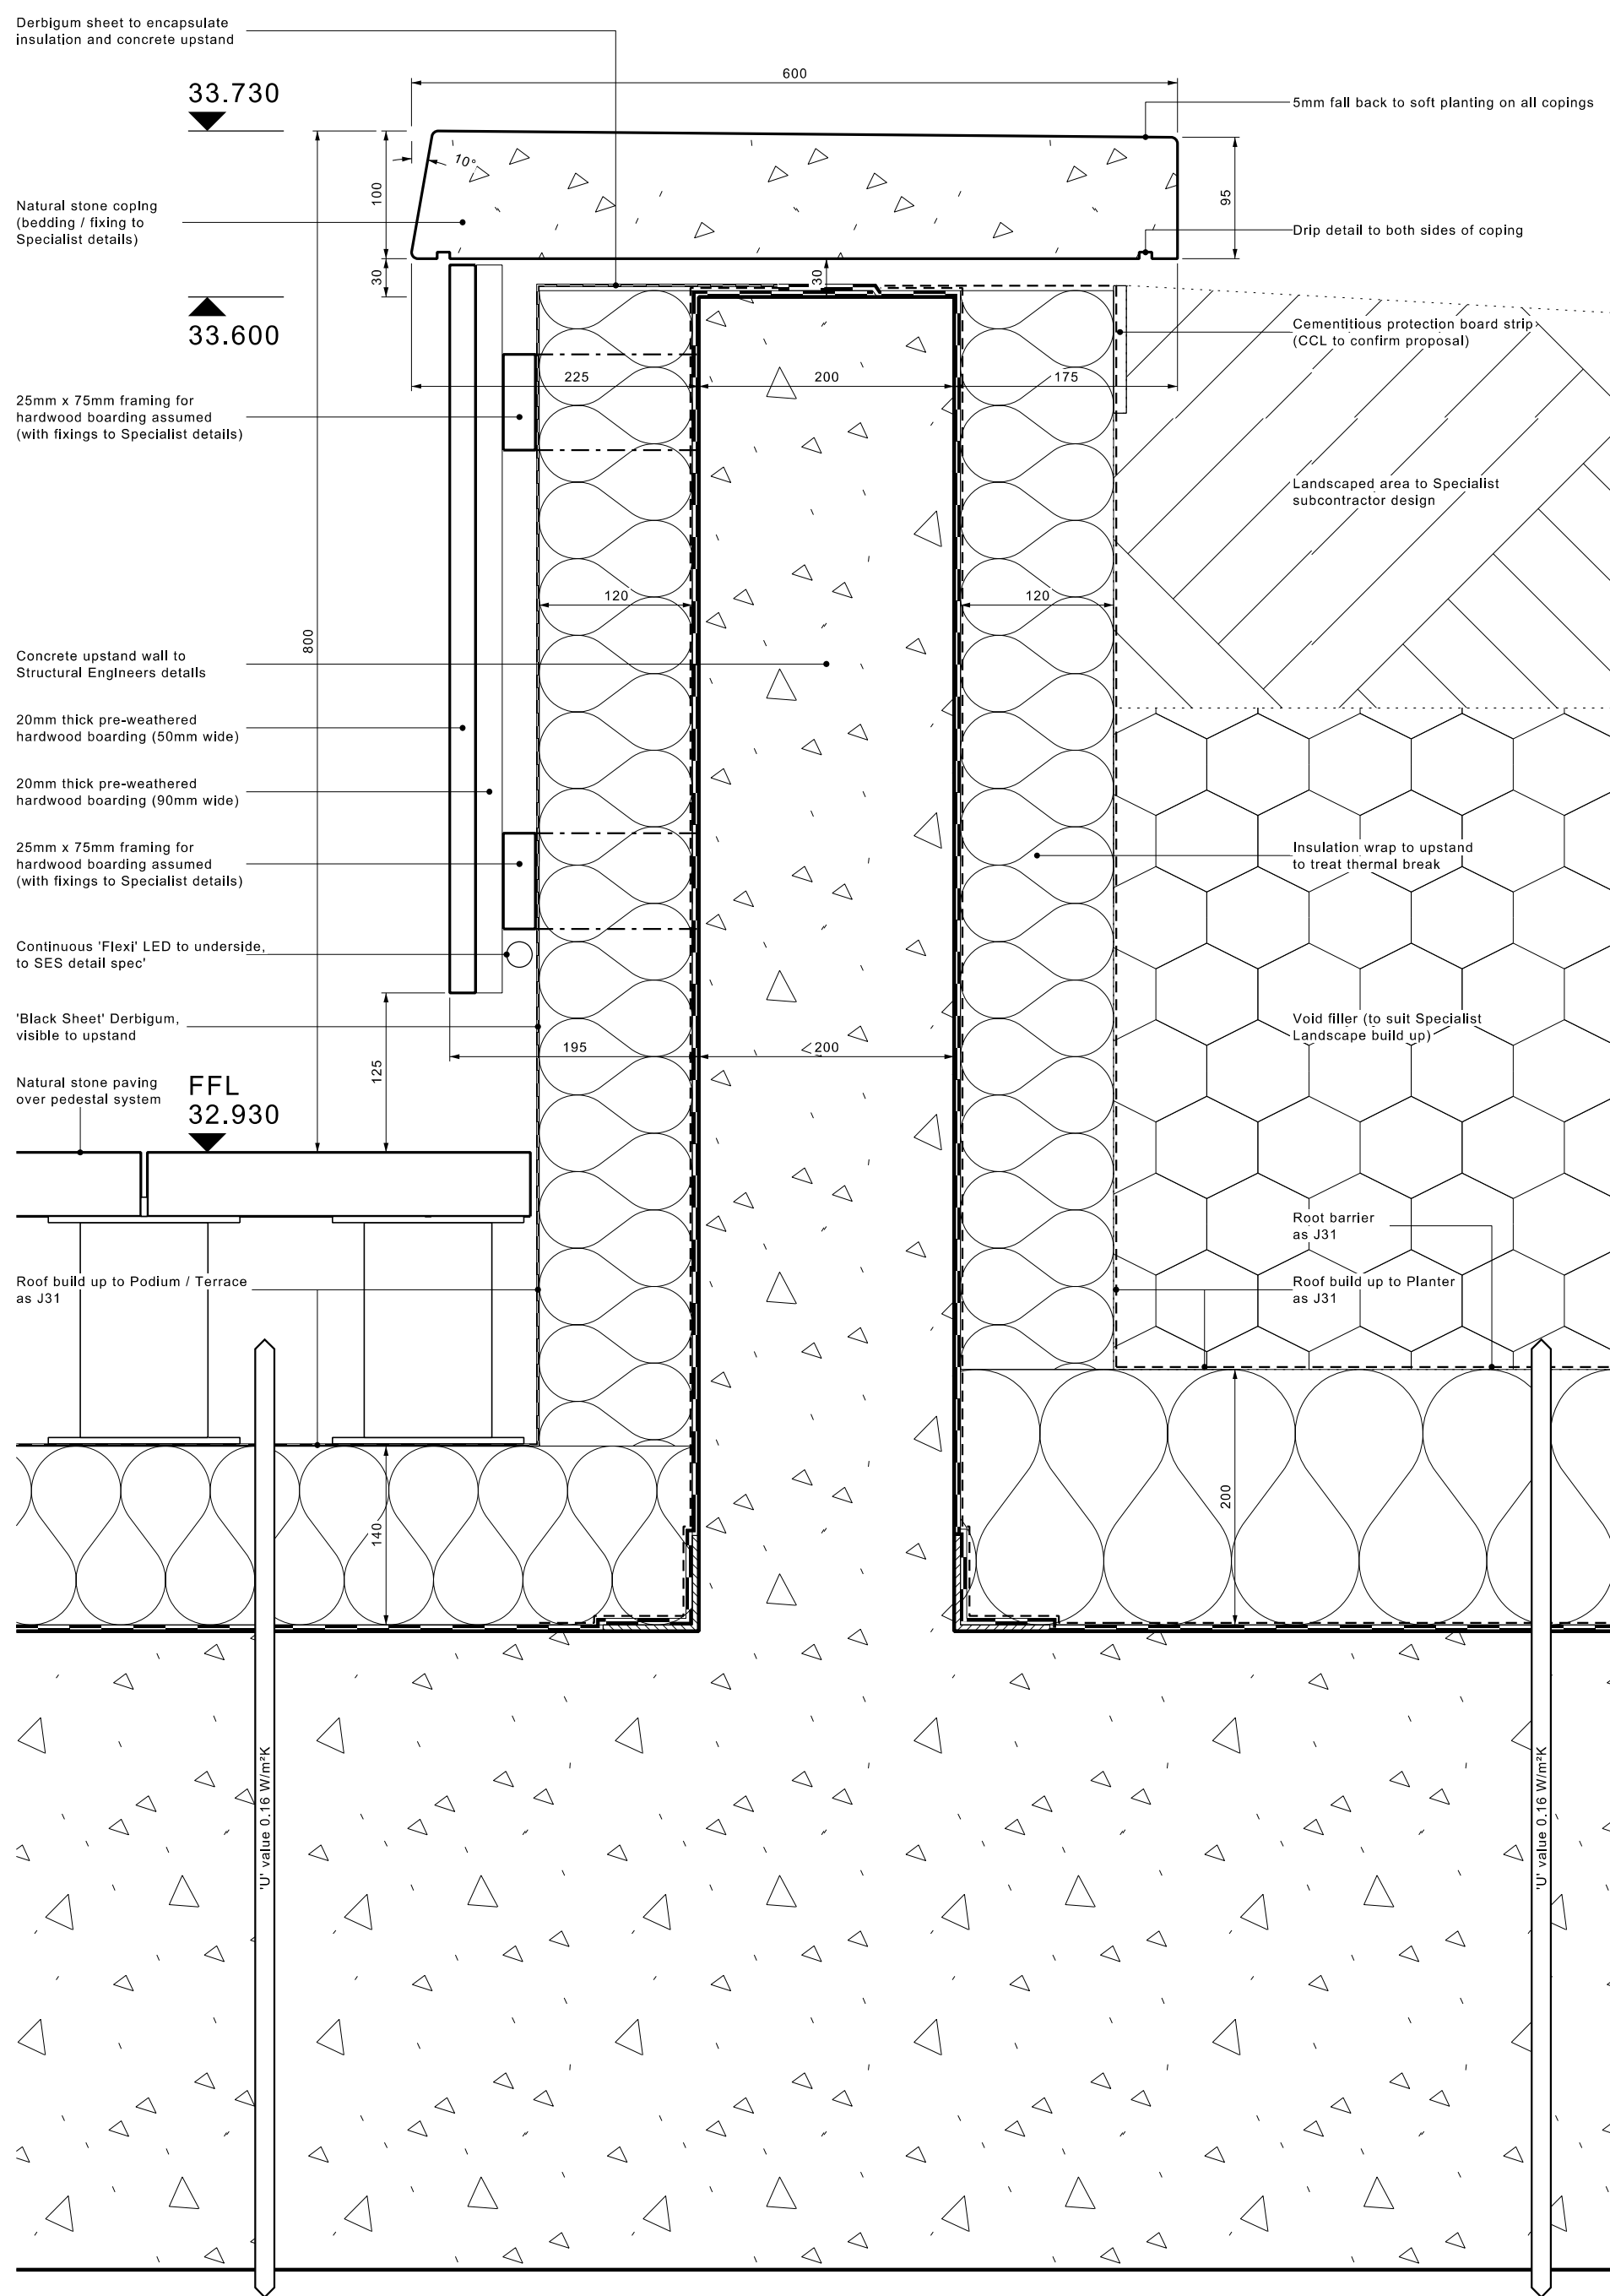 Derbigum sheet to encapsulate
insulation and concrete upstand
600
33.730
5mm fall back to soft planting on all copings
10°
100
95
Natural stone coping
(bedding / fixing to
Specialist details)
Drip detail to both sides of coping
30
30
33.600
Cementitious protection board strip
(CCL to confirm proposal)
225
200
175
25mm x 75mm framing for
hardwood boarding assumed
(with fixings to Specialist details)
Landscaped area to Specialist
subcontractor design
120
120
800
Concrete upstand wall to
Structural Engineers details
20mm thick pre-weathered
hardwood boarding (50mm wide)
20mm thick pre-weathered
hardwood boarding (90mm wide)
25mm x 75mm framing for
hardwood boarding assumed
(with fixings to Specialist details)
Insulation wrap to upstand
to treat thermal break
Continuous 'Flexi' LED to underside,
to SES detail spec'
'Black Sheet' Derbigum,
visible to upstand
Void filler (to suit Specialist
Landscape build up)
195
200
125
Natural stone paving
over pedestal system
FFL
32.930
Root barrier
as J31
Roof build up to Podium / Terrace
as J31
Roof build up to Planter
as J31
140
200
'U' value 0.16 W/m²K
'U' value 0.16 W/m²K